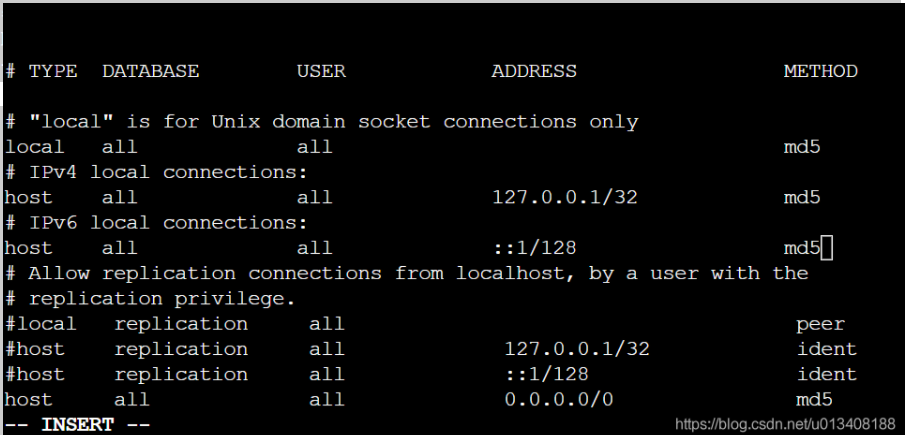 # TYPE  DATABASE        USER            ADDRESS                 METHOD
# "local" is for Unix domain socket connections only
local   all             all                                     md5
# IPv4 local connections:
host    all             all             127.0.0.1/32            md5
# IPv6 local connections:
host    all             all             ::1/128                 md5
# Allow replication connections from localhost, by a user with the
# replication privilege.
#local   replication     all                                     peer
#host    replication     all             127.0.0.1/32            ident
#host    replication     all             ::1/128                 ident
host     all             all             0.0.0.0/0               md5
-- INSERT --
https://blog.csdn.net/u013408188